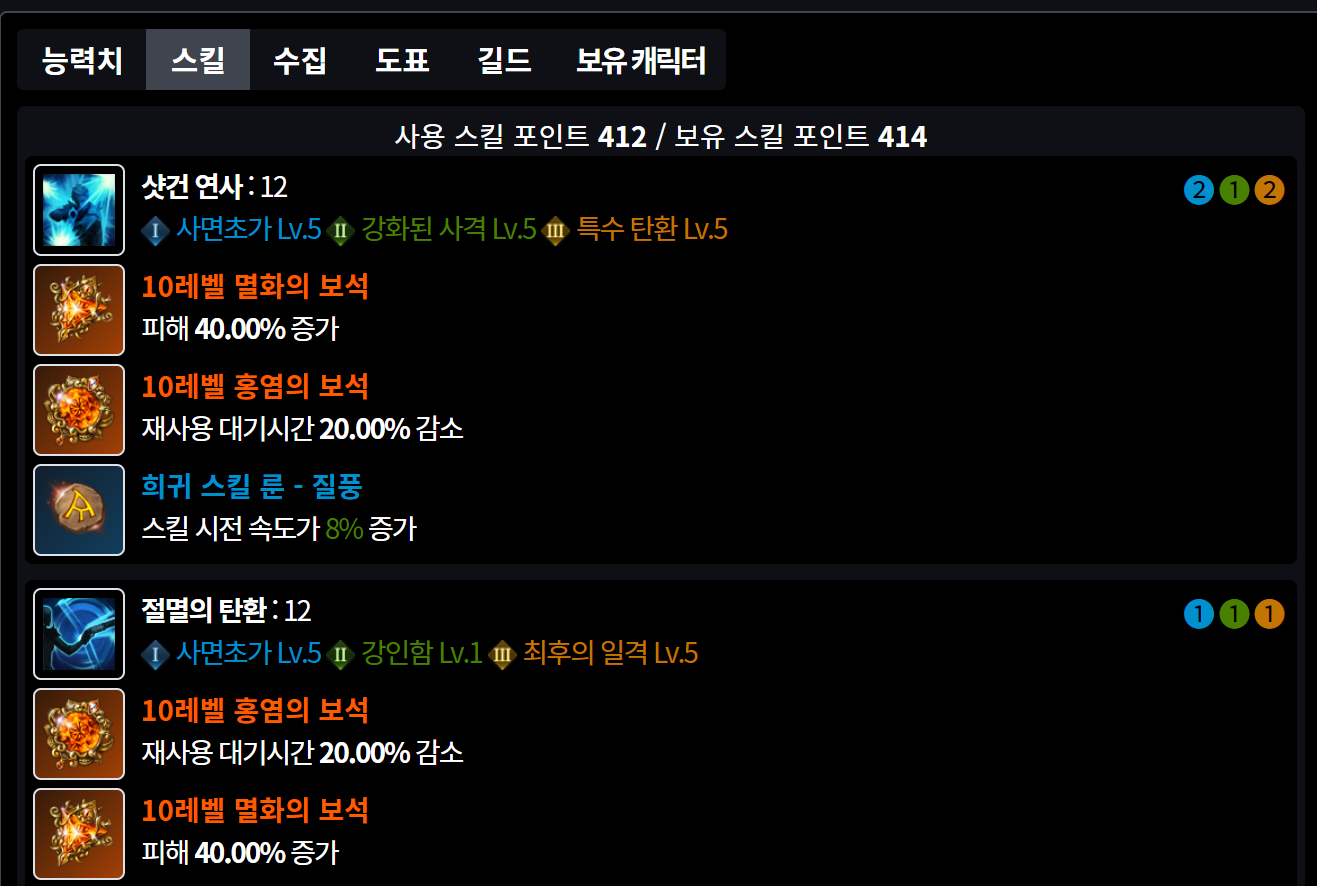 능력치 스킬 수집 도표 길드 보유 캐릭터
사용 스킬 포인트 412 / 보유 스킬 포인트 414
샷건 연사 : 12 2 1 2
I 사면초가 Lv.5 II 강화된 사격 Lv.5 III 특수 탄환 Lv.5
10레벨 멸화의 보석
피해 40.00% 증가
10레벨 홍염의 보석
재사용 대기시간 20.00% 감소
희귀 스킬 룬 - 질풍
스킬 시전 속도가 8% 증가
절멸의 탄환 : 12 1 1 1
I 사면초가 Lv.5 II 강인함 Lv.1 III 최후의 일격 Lv.5
10레벨 홍염의 보석
재사용 대기시간 20.00% 감소
10레벨 멸화의 보석
피해 40.00% 증가